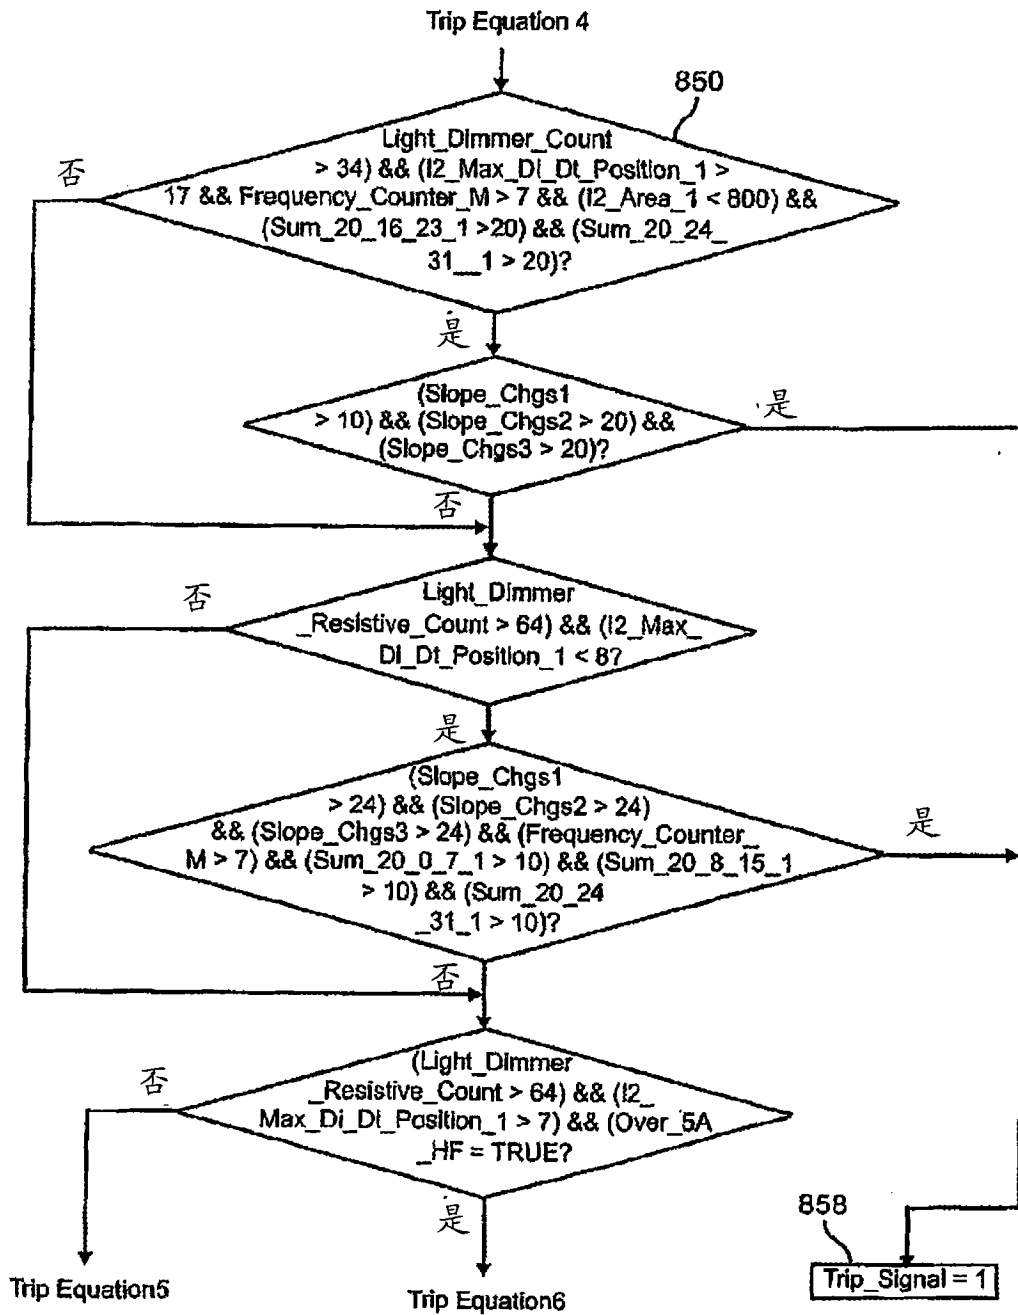 Trip Equation 4
850
Light_Dimmer_Count
> 34) && (I2_Max_Di_Dt_Position_1 >
17 && Frequency_Counter_M > 7 && (I2_Area_1 < 800) &&
(Sum_20_16_23_1 >20) && (Sum_20_24_
31__1 > 20)?
否
是
(Slope_Chgs1
> 10) && (Slope_Chgs2 > 20) &&
(Slope_Chgs3 > 20)?
是
否
Light_Dimmer
_Resistive_Count > 64) && (I2_Max_
Di_Dt_Position_1 < 8?
否
是
(Slope_Chgs1
> 24) && (Slope_Chgs2 > 24)
&& (Slope_Chgs3 > 24) && (Frequency_Counter_
M > 7) && (Sum_20_0_7_1 > 10) && (Sum_20_8_15_1
> 10) && (Sum_20_24
_31_1 > 10)?
是
否
(Light_Dimmer
_Resistive_Count > 64) && (I2_
Max_Di_Dt_Position_1 > 7) && (Over_5A
_HF = TRUE?
否
是
858
Trip_Signal = 1
Trip Equation5
Trip Equation6